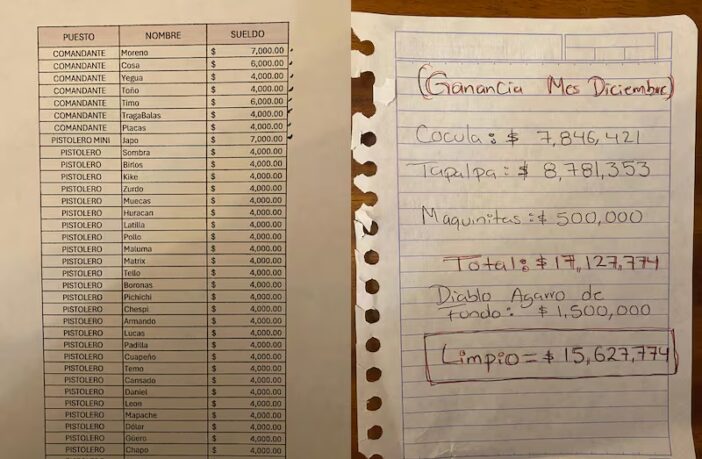 PUESTO NOMBRE SUELDO
COMANDANTE Moreno $ 7,000.00
COMANDANTE Cosa $ 6,000.00
COMANDANTE Yegua $ 4,000.00
COMANDANTE Toño $ 4,000.00
COMANDANTE Timo $ 6,000.00
COMANDANTE TragaBalas $ 4,000.00
COMANDANTE Placas $ 4,000.00
PISTOLERO MINI Japo $ 7,000.00
PISTOLERO Sombra $ 4,000.00
PISTOLERO Birlos $ 4,000.00
PISTOLERO Kike $ 4,000.00
PISTOLERO Zurdo $ 4,000.00
PISTOLERO Muecas $ 4,000.00
PISTOLERO Huracan $ 4,000.00
PISTOLERO Latilla $ 4,000.00
PISTOLERO Pollo $ 4,000.00
PISTOLERO Maluma $ 4,000.00
PISTOLERO Matrix $ 4,000.00
PISTOLERO Tello $ 4,000.00
PISTOLERO Boronas $ 4,000.00
PISTOLERO Pichichi $ 4,000.00
PISTOLERO Chespi $ 4,000.00
PISTOLERO Armando $ 4,000.00
PISTOLERO Lucas $ 4,000.00
PISTOLERO Padilla $ 4,000.00
PISTOLERO Cuapeño $ 4,000.00
PISTOLERO Temo $ 4,000.00
PISTOLERO Cansado $ 4,000.00
PISTOLERO Daniel $ 4,000.00
PISTOLERO Leon $ 4,000.00
PISTOLERO Mapache $ 4,000.00
PISTOLERO Dólar $ 4,000.00
PISTOLERO Güero $ 4,000.00
PISTOLERO Chapo $ 4,000.00
(Ganancia Mes Diciembre)
Cocula: $ 7,846,421
Tapalpa: $ 8,781,353
Maquinitas: $ 500,000
Total: $ 17,127,774
Diablo Agarro de
fondo: $ 1,500,000
Limpio = $ 15,627,774